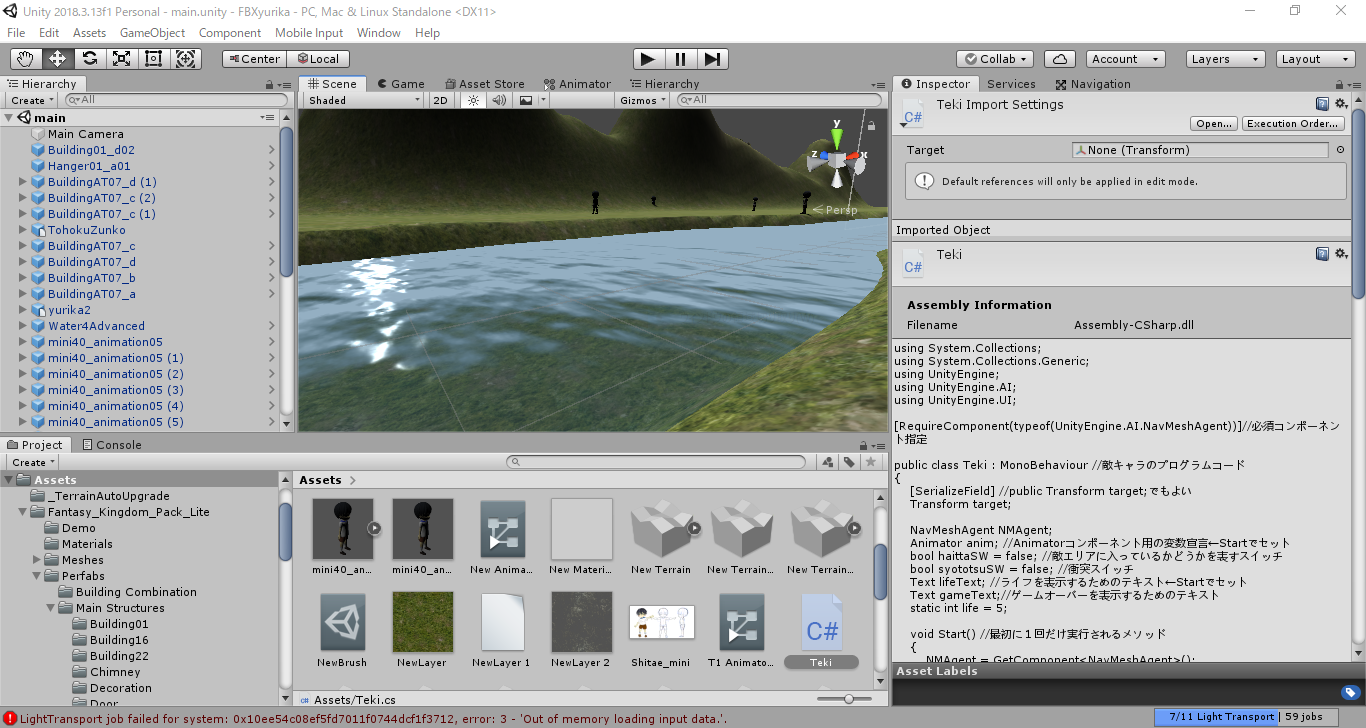 Unity 2018.3.13f1 Personal - main.unity - FBXyurika - PC, Mac & Linux Standalone <DX11>
File Edit Assets GameObject Component Mobile Input Window Help
Center Local Collab Account Layers Layout
Hierarchy
Create All
main
Main Camera
Building01_d02
Hanger01_a01
BuildingAT07_d (1)
BuildingAT07_c (2)
BuildingAT07_c (1)
TohokuZunko
BuildingAT07_c
BuildingAT07_d
BuildingAT07_b
BuildingAT07_a
yurika2
Water4Advanced
mini40_animation05
mini40_animation05 (1)
mini40_animation05 (2)
mini40_animation05 (3)
mini40_animation05 (4)
mini40_animation05 (5)
Scene Game Asset Store Animator Hierarchy
Shaded 2D Gizmos All
y
z x
Persp
Inspector Services Navigation
Teki Import Settings
C#
Open... Execution Order...
Target None (Transform)
Default references will only be applied in edit mode.
Imported Object
Teki
C#
Assembly Information
Filename Assembly-CSharp.dll
using System.Collections;
using System.Collections.Generic;
using UnityEngine;
using UnityEngine.AI;
using UnityEngine.UI;
[RequireComponent(typeof(UnityEngine.AI.NavMeshAgent))]//必須コンポーネン
ト指定
public class Teki : MonoBehaviour //敵キャラのプログラムコード
{
[SerializeField] //public Transform target;でもよい
Transform target;
NavMeshAgent NMAgent;
Animator anim; //Animatorコンポーネント用の変数宣言←Startでセット
bool haittaSW = false; //敵エリアに入っているかどうかを表すスイッチ
bool syototsuSW = false; //衝突スイッチ
Text lifeText; //ライフを表示するためのテキスト←Startでセット
Text gameText;//ゲームオーバーを表示するためのテキスト
static int life = 5;
void Start() //最初に１回だけ実行されるメソッド
{
NMAgent = GetComponent<NavMeshAgent>();
Asset Labels
Project Console
Create
Assets
_TerrainAutoUpgrade
Fantasy_Kingdom_Pack_Lite
Demo
Materials
Meshes
Perfabs
Building Combination
Main Structures
Building01
Building16
Building22
Chimney
Decoration
Door
Assets
mini40_an... mini40_an... New Anima... New Materi... New Terrain New Terrain... New Terrain...
C#
NewBrush NewLayer NewLayer 1 NewLayer 2 Shitae_mini T1 Animato... Teki
Assets/Teki.cs
LightTransport job failed for system: 0x10ee54c08ef5fd7011f0744dcf1f3712, error: 3 - 'Out of memory loading input data.'.
7/11 Light Transport | 59 jobs